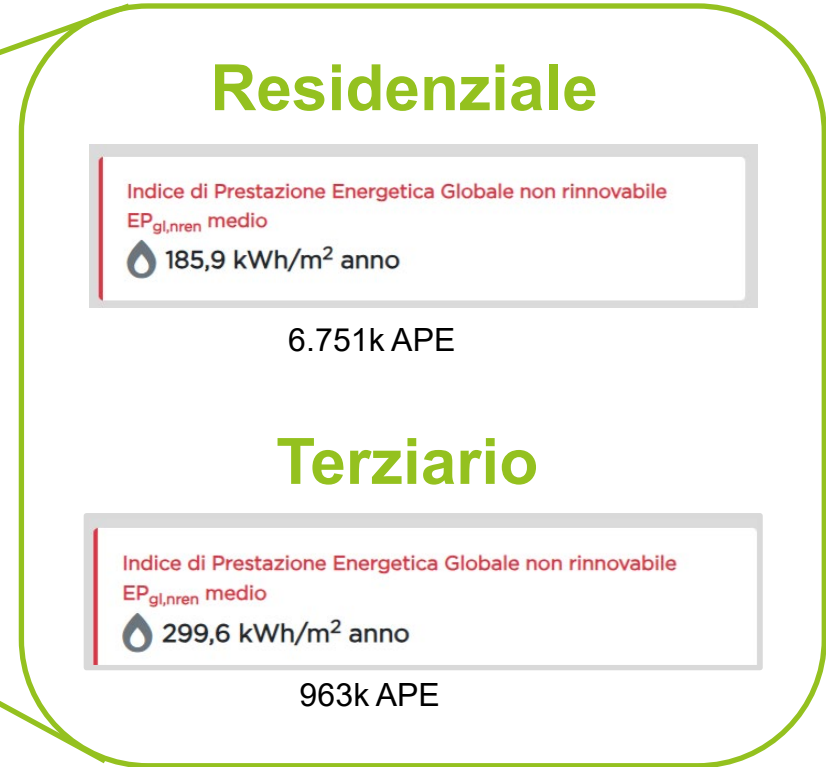 Residenziale
Indice di Prestazione Energetica Globale non rinnovabile
EPgl,nren medio
185,9 kWh/m² anno
6.751k APE
Terziario
Indice di Prestazione Energetica Globale non rinnovabile
EPgl,nren medio
299,6 kWh/m² anno
963k APE